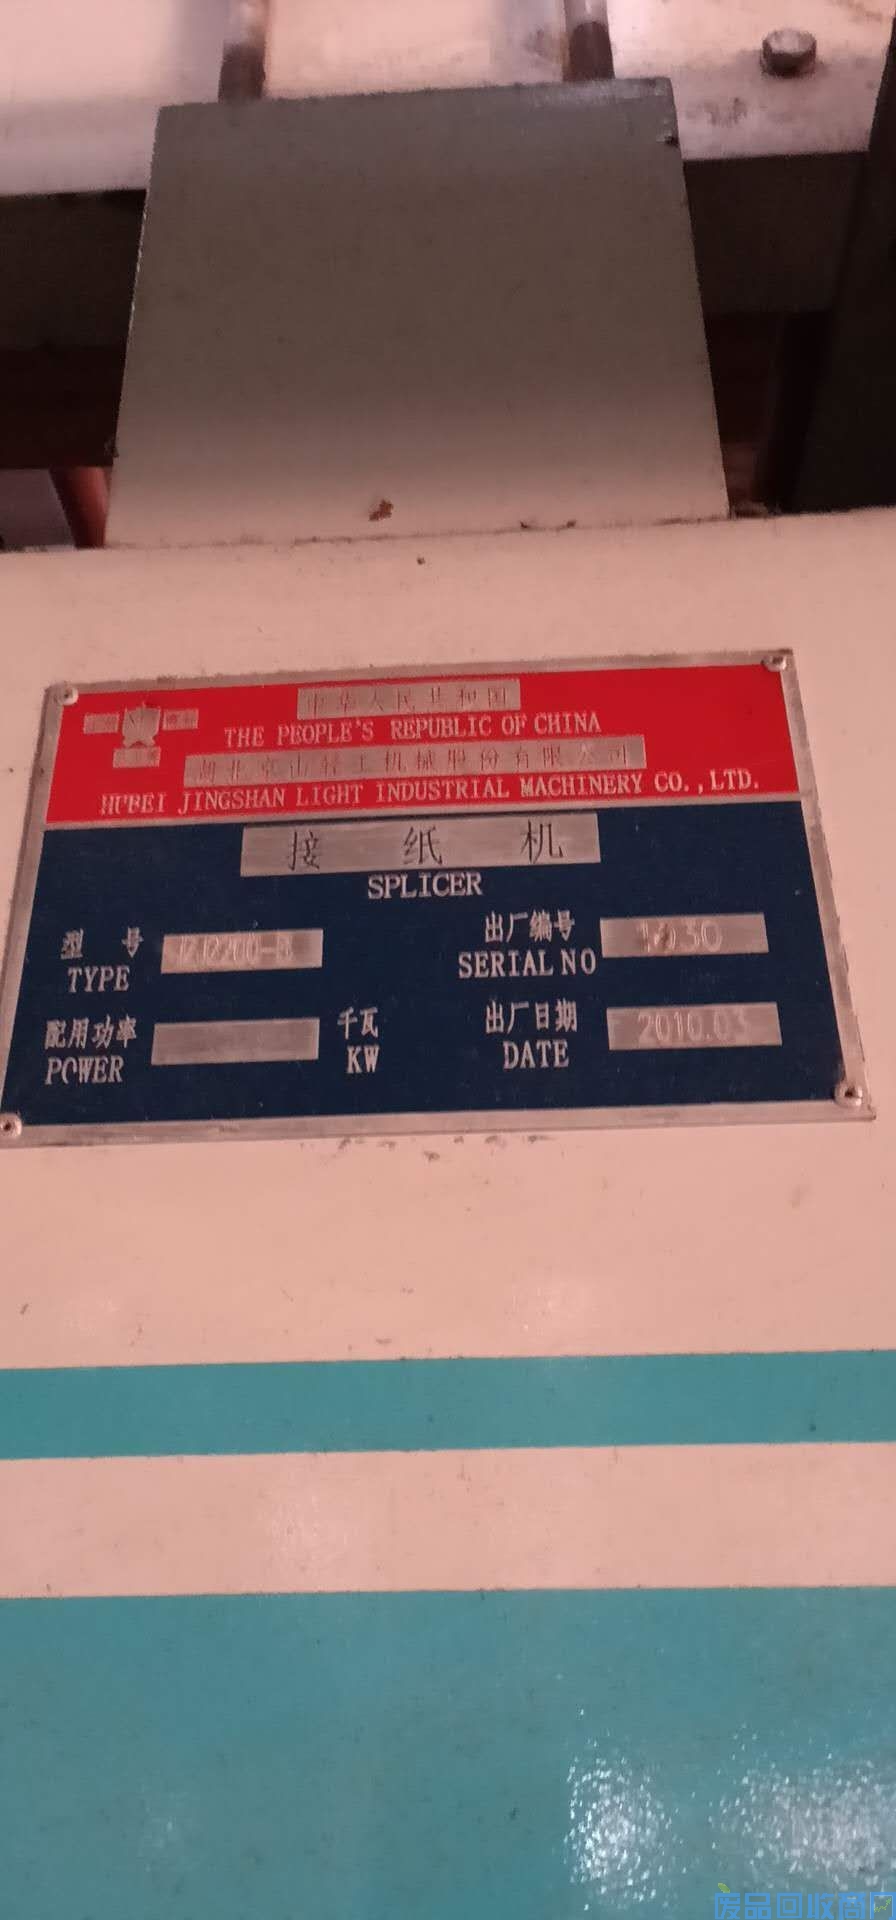 中华人民共和国
THE PEOPLE'S REPUBLIC OF CHINA
湖北京山轻工机械股份有限公司
HUBEI JINGSHAN LIGHT INDUSTRIAL MACHINERY CO.,LTD.
接纸机
SPLICER
型号
TYPE
出厂编号
SERIAL NO
配用功率 千瓦
POWER KW
出厂日期 2010.03
DATE
废品回收商网